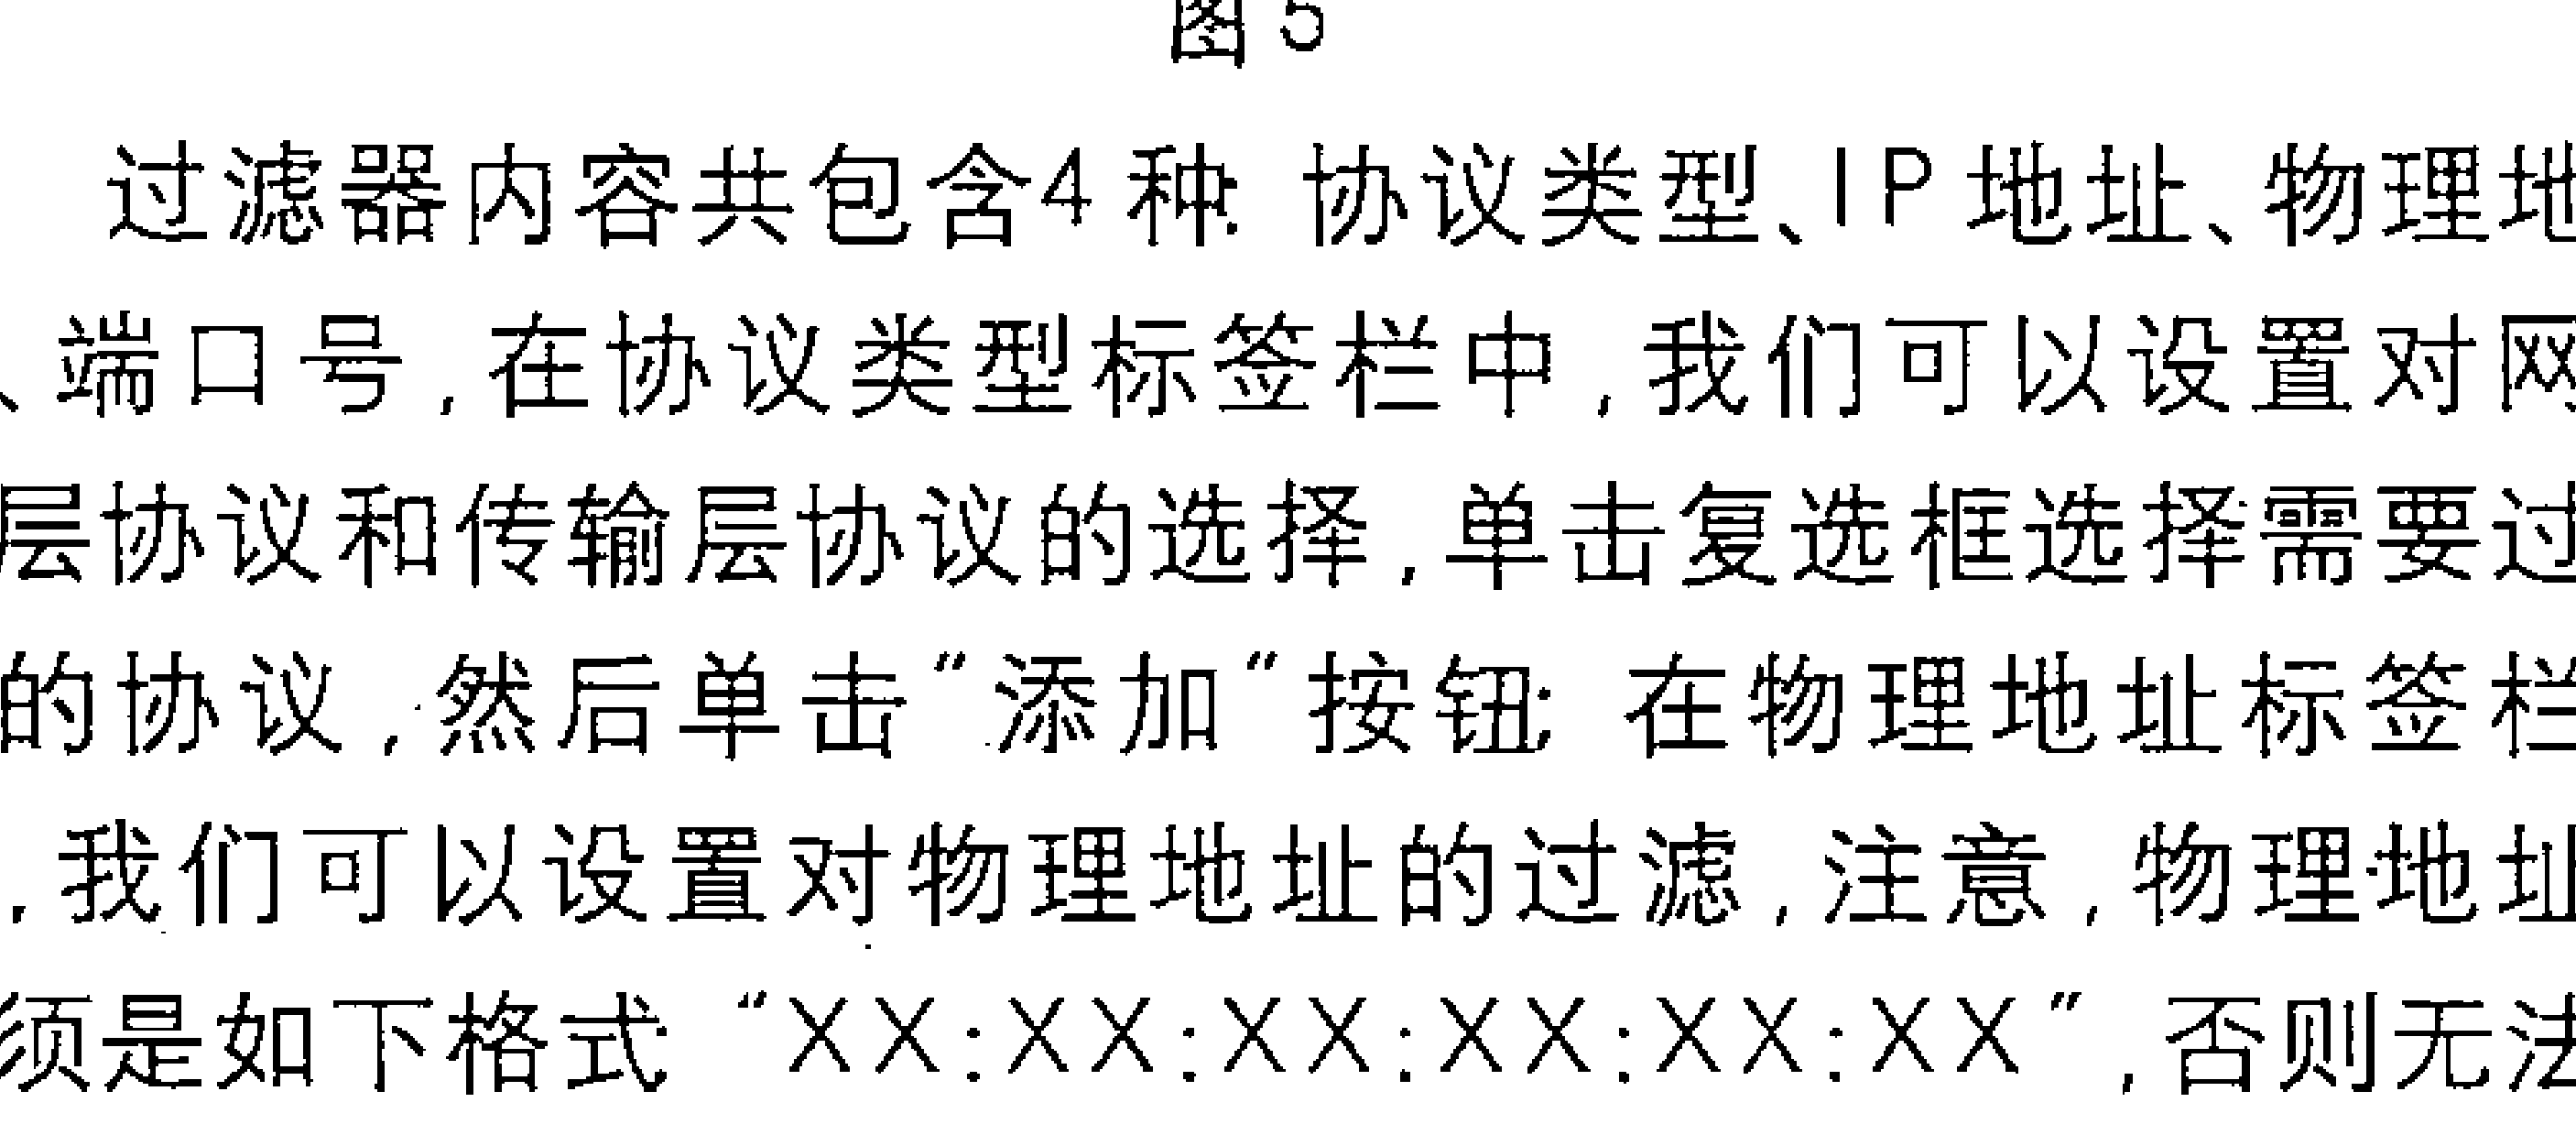 图5
过滤器内容共包含4种:协议类型、IP地址、物理地
、端口号,在协议类型标签栏中,我们可以设置对网
层协议和传输层协议的选择,单击复选框选择需要过
的协议,然后单击"添加"按钮;在物理地址标签栏
,我们可以设置对物理地址的过滤,注意,物理地址
须是如下格式:“XX:XX:XX:XX:XX:XX”,否则无法